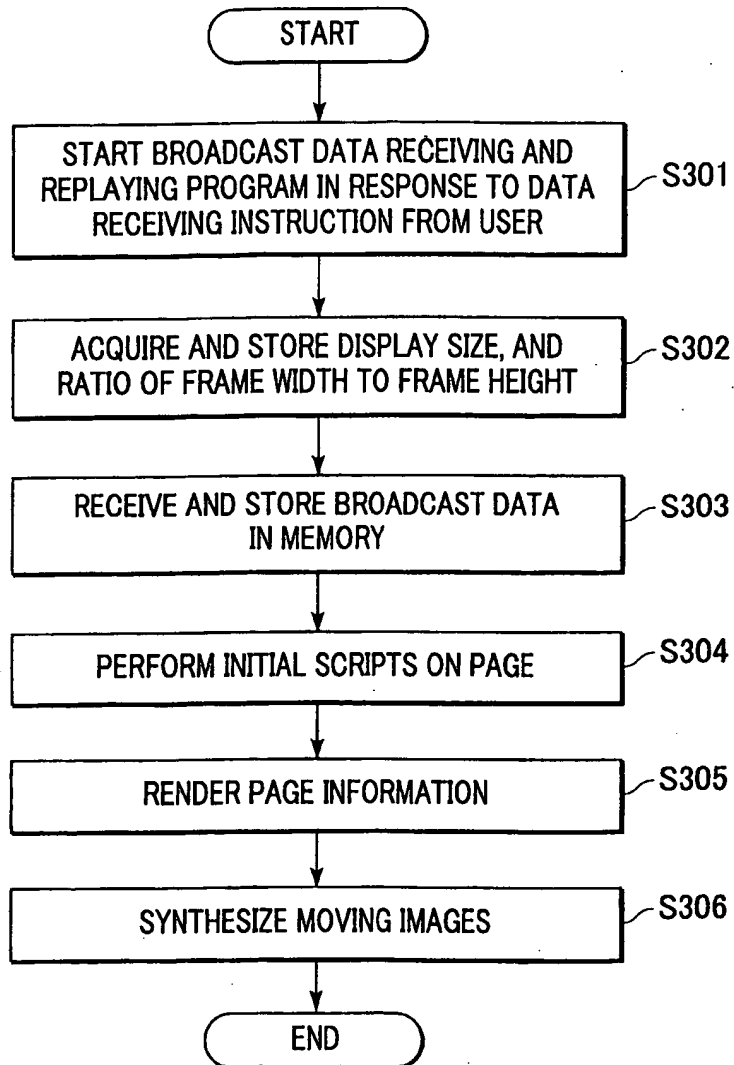 START
START BROADCAST DATA RECEIVING AND
REPLAYING PROGRAM IN RESPONSE TO DATA
RECEIVING INSTRUCTION FROM USER
S301
ACQUIRE AND STORE DISPLAY SIZE, AND
RATIO OF FRAME WIDTH TO FRAME HEIGHT
S302
RECEIVE AND STORE BROADCAST DATA
IN MEMORY
S303
PERFORM INITIAL SCRIPTS ON PAGE
S304
RENDER PAGE INFORMATION
S305
SYNTHESIZE MOVING IMAGES
S306
END